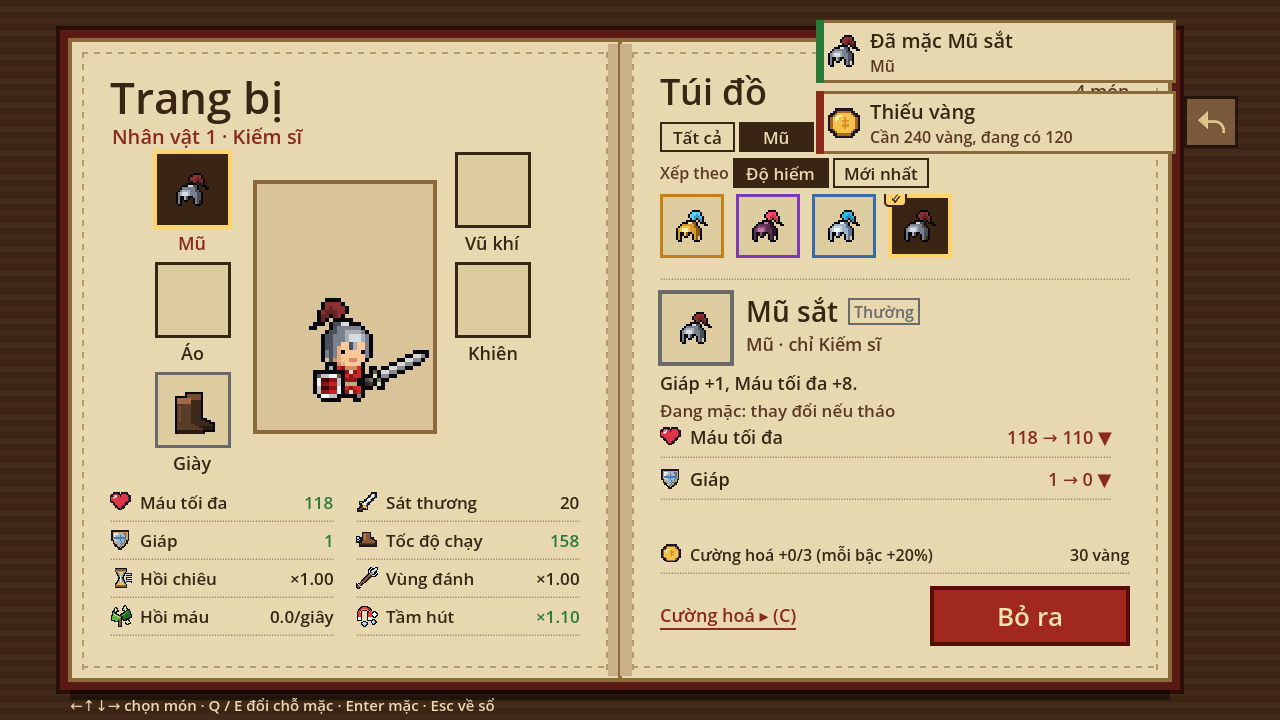 Trang bị
Nhân vật 1 · Kiếm sĩ
Mũ
Vũ khí
Áo
Khiên
Giày
Máu tối đa 118
Sát thương 20
Giáp 1
Tốc độ chạy 158
Hồi chiêu ×1.00
Vùng đánh ×1.00
Hồi máu 0.0/giây
Tầm hút ×1.10
Đã mặc Mũ sắt
Mũ
Thiếu vàng
Cần 240 vàng, đang có 120
Túi đồ
4 món
Tất cả
Mũ
Xếp theo
Độ hiếm
Mới nhất
Mũ sắt
Thường
Mũ · chỉ Kiếm sĩ
Giáp +1, Máu tối đa +8.
Đang mặc: thay đổi nếu tháo
Máu tối đa 118 → 110 ▼
Giáp 1 → 0 ▼
Cường hoá +0/3 (mỗi bậc +20%) 30 vàng
Cường hoá ▸ (C)
Bỏ ra
←↑↓→ chọn món · Q / E đổi chỗ mặc · Enter mặc · Esc về sổ